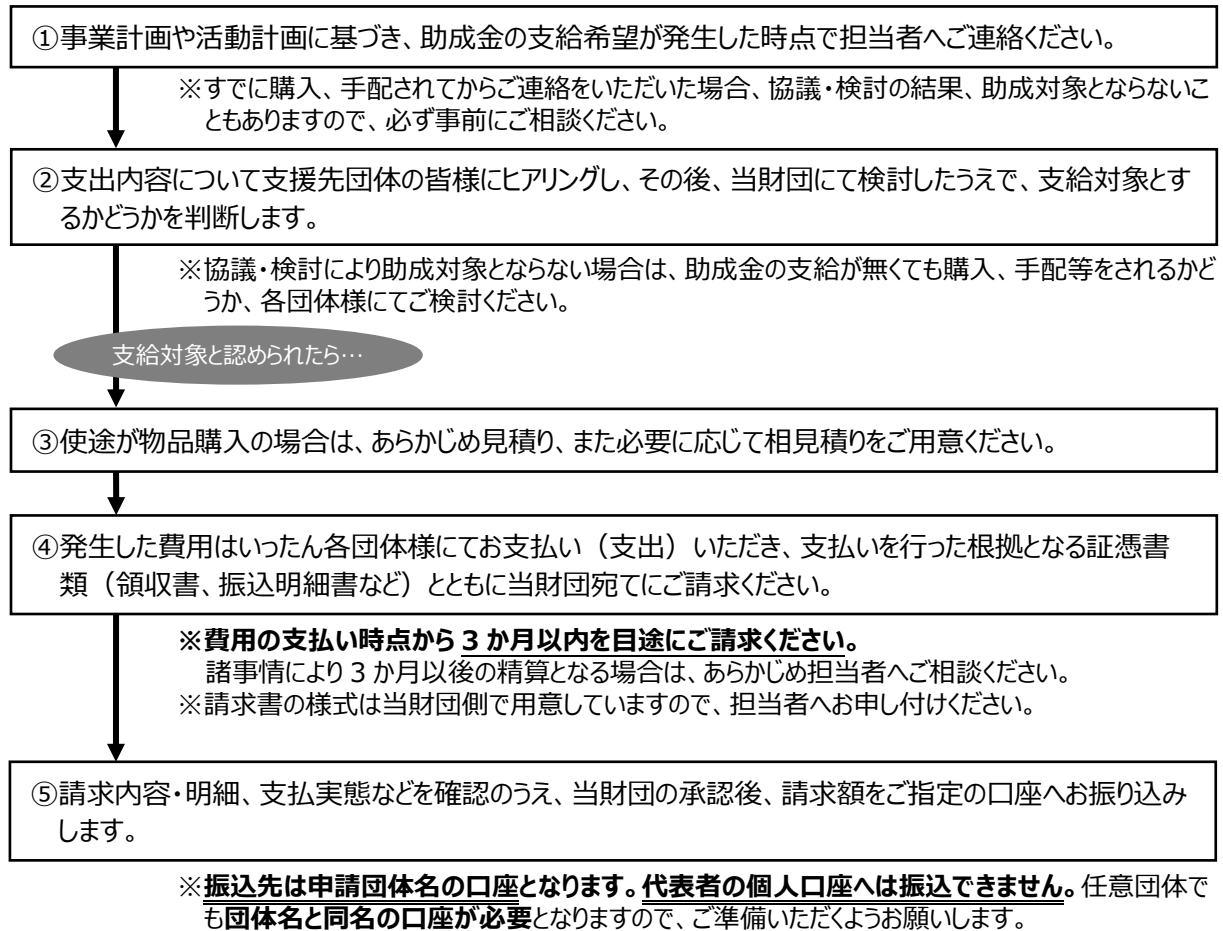 ①事業計画や活動計画に基づき、助成金の支給希望が発生した時点で担当者へご連絡ください。
※すでに購入、手配されてからご連絡をいただいた場合、協議・検討の結果、助成対象とならないこ
ともありますので、必ず事前にご相談ください。
②支出内容について支援先団体の皆様にヒアリングし、その後、当財団にて検討したうえで、支給対象とす
るかどうかを判断します。
※協議・検討により助成対象とならない場合は、助成金の支給が無くても購入、手配等をされるかど
うか、各団体様にてご検討ください。
支給対象と認められたら…
③使途が物品購入の場合は、あらかじめ見積り、また必要に応じて相見積りをご用意ください。
④発生した費用はいったん各団体様にてお支払い（支出）いただき、支払いを行った根拠となる証憑書
類（領収書、振込明細書など）とともに当財団宛てにご請求ください。
※費用の支払い時点から 3 か月以内を目途にご請求ください。
諸事情により 3 か月以後の精算となる場合は、あらかじめ担当者へご相談ください。
※請求書の様式は当財団側で用意していますので、担当者へお申し付けください。
⑤請求内容・明細、支払実態などを確認のうえ、当財団の承認後、請求額をご指定の口座へお振り込み
します。
※振込先は申請団体名の口座となります。代表者の個人口座へは振込できません。任意団体で
も団体名と同名の口座が必要となりますので、ご準備いただくようお願いします。